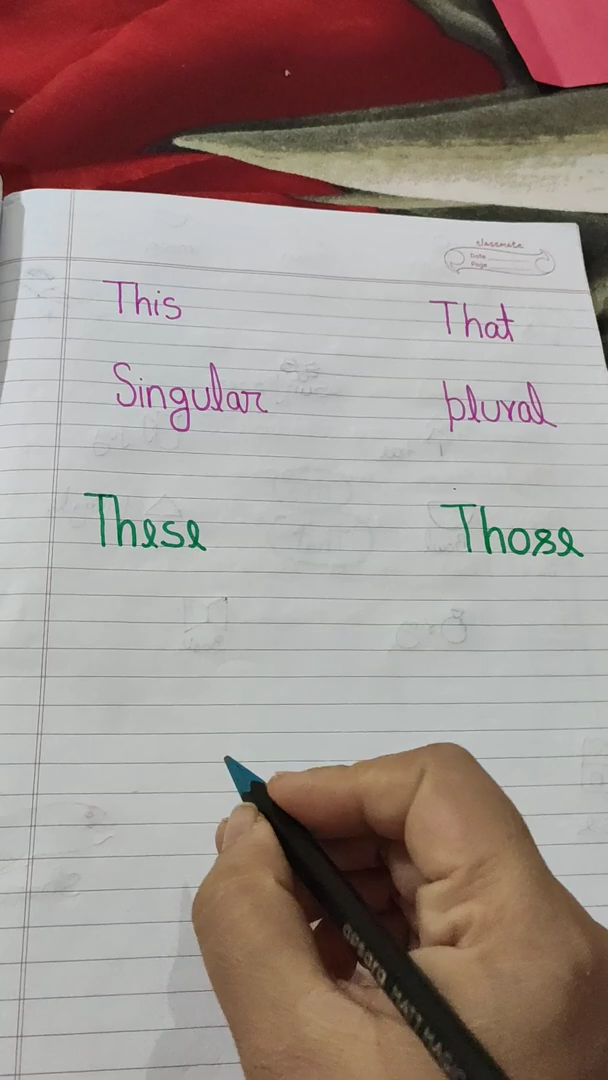 classmate
Date
Page
This That
Singular plural
These Those